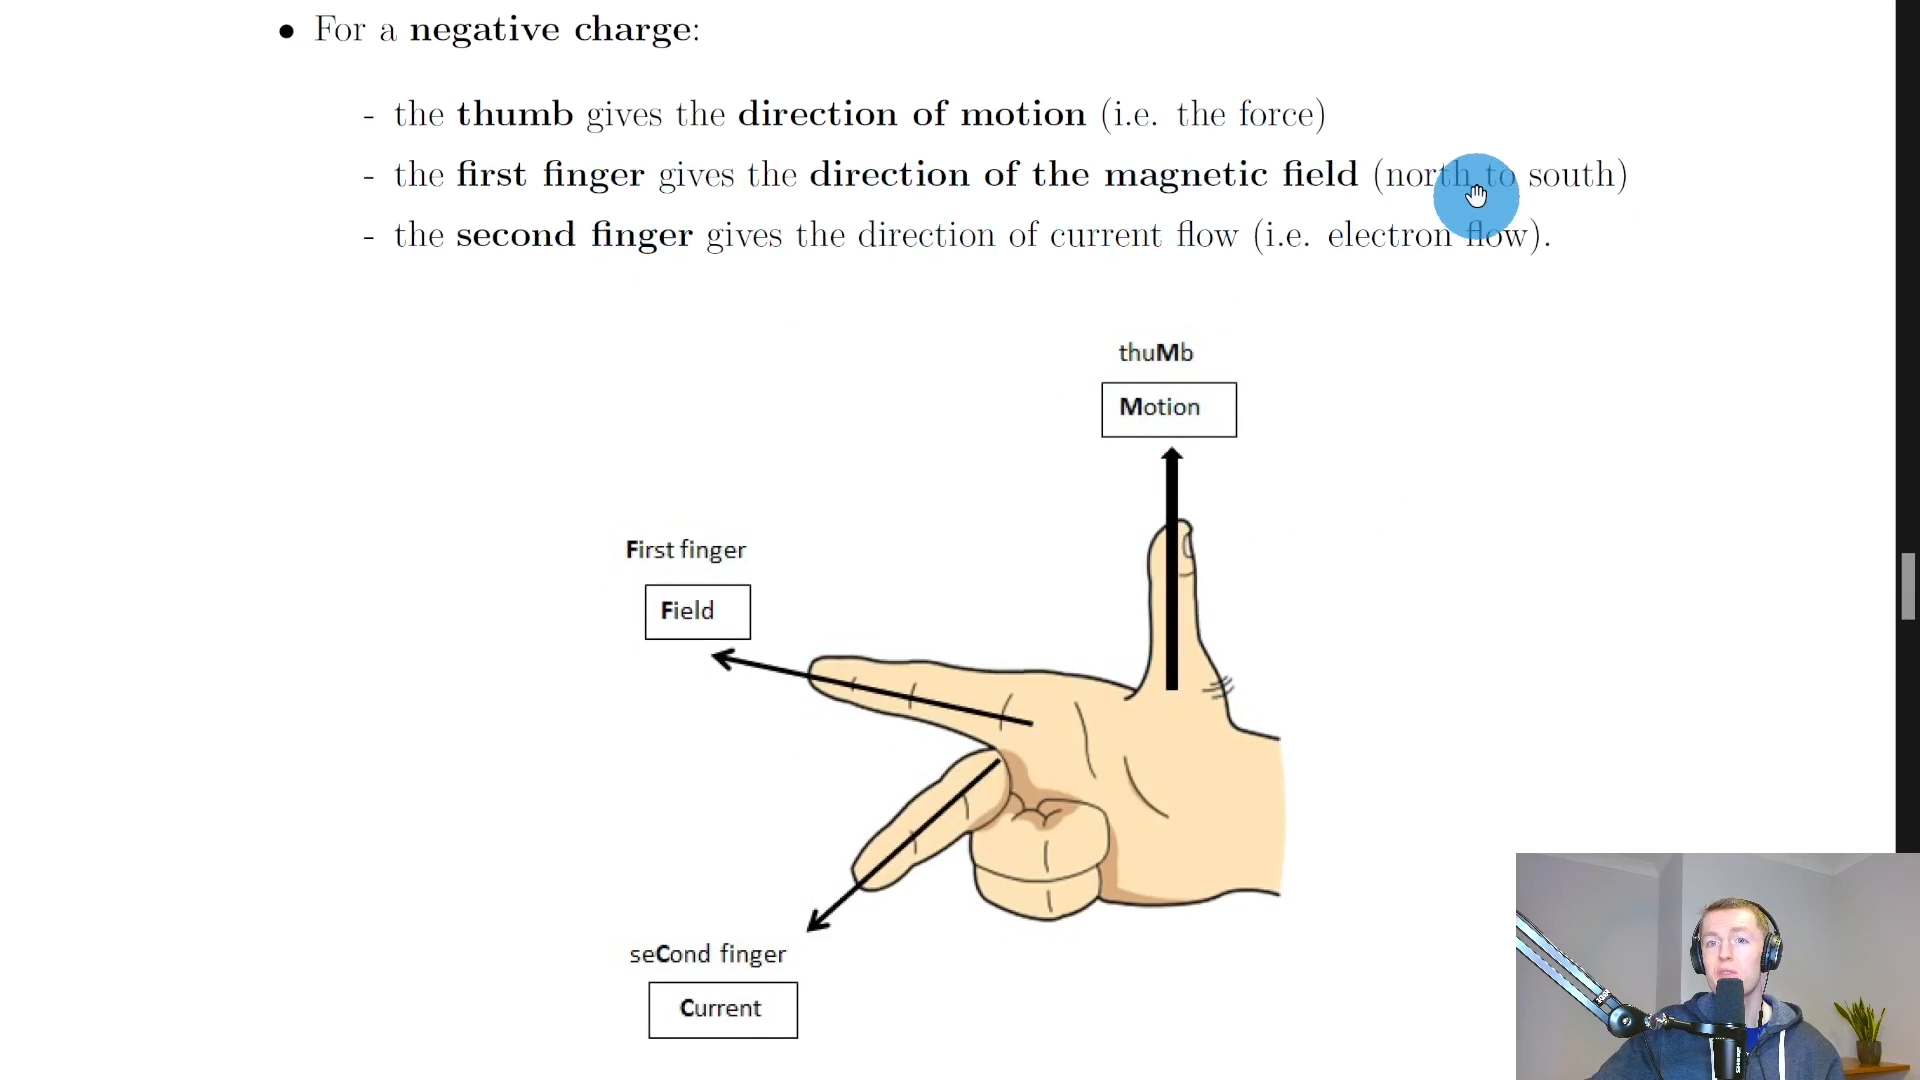 • For a negative charge:
- the thumb gives the direction of motion (i.e. the force)
- the first finger gives the direction of the magnetic field (north to south)
- the second finger gives the direction of current flow (i.e. electron flow).
thuMb
Motion
First finger
Field
seCond finger
Current